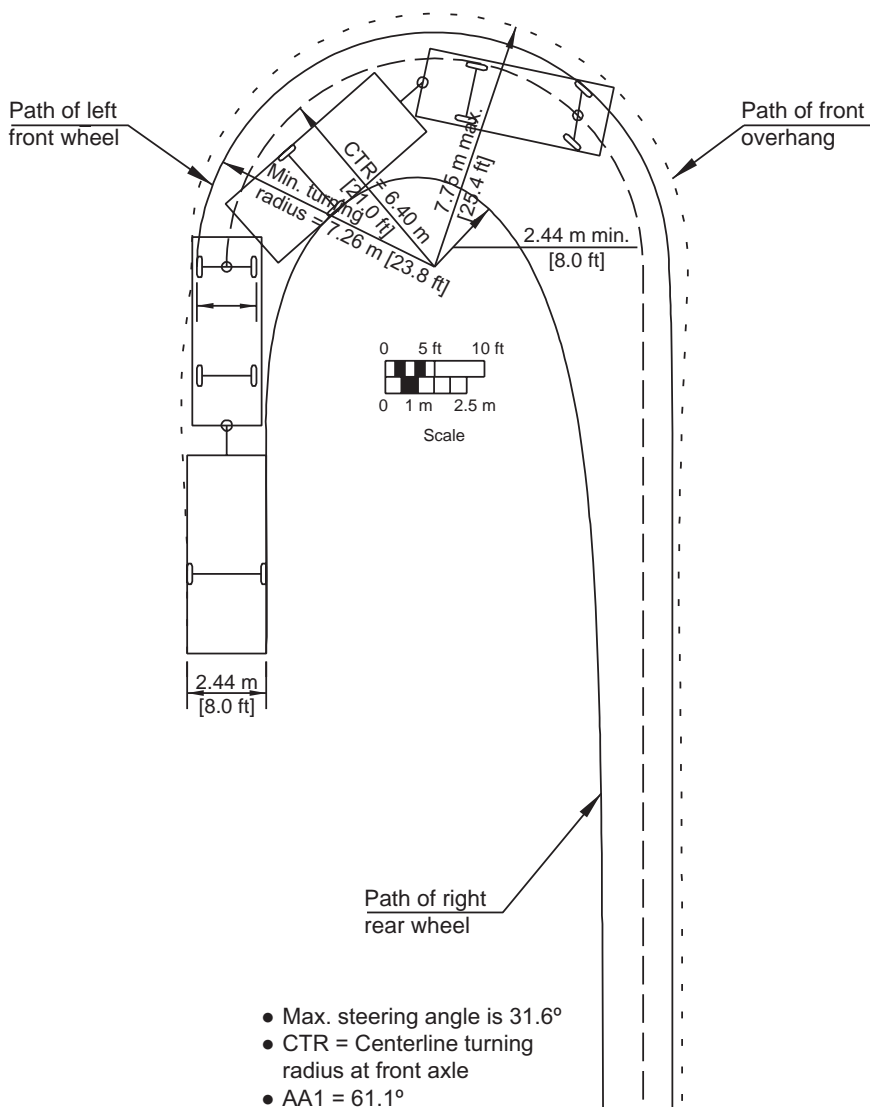 Path of left
front wheel
Path of front
overhang
CTR = 6.40 m
[21.0 ft]
Min. turning
radius = 7.26 m [23.8 ft]
7.75 m max.
[25.4 ft]
2.44 m min.
[8.0 ft]
0 5 ft 10 ft
0 1 m 2.5 m
Scale
2.44 m
[8.0 ft]
Path of right
rear wheel
● Max. steering angle is 31.6º
● CTR = Centerline turning
radius at front axle
● AA1 = 61.1º